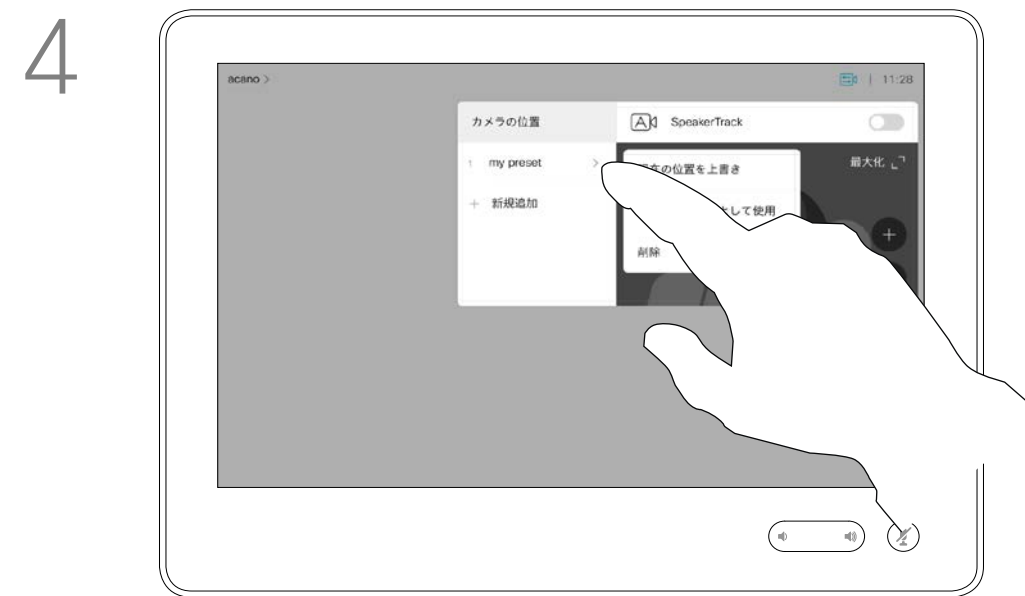 4
acano >
11:28
カメラの位置
SpeakerTrack
1 my preset >
の位置を上書き
最大化
+ 新規追加
して使用
削除